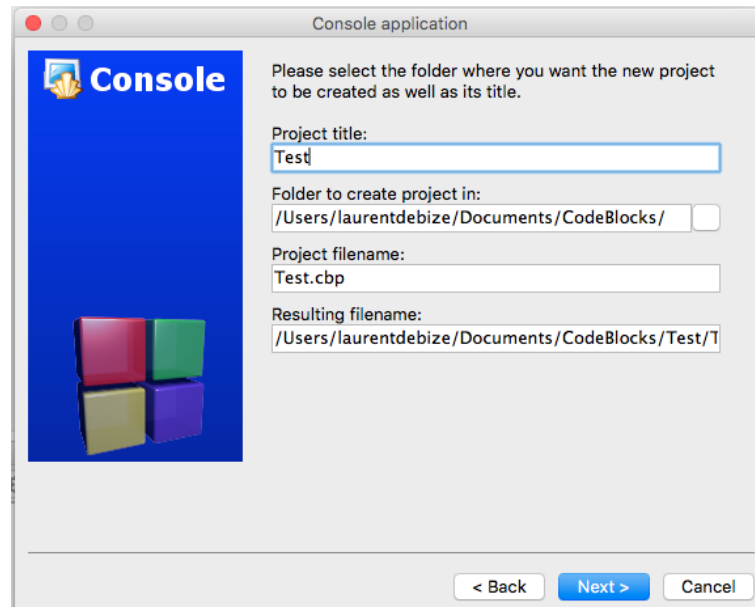 Console application
Console
Please select the folder where you want the new project
to be created as well as its title.
Project title:
Test
Folder to create project in:
/Users/laurentdebize/Documents/CodeBlocks/
Project filename:
Test.cbp
Resulting filename:
/Users/laurentdebize/Documents/CodeBlocks/Test/T
< Back
Next >
Cancel